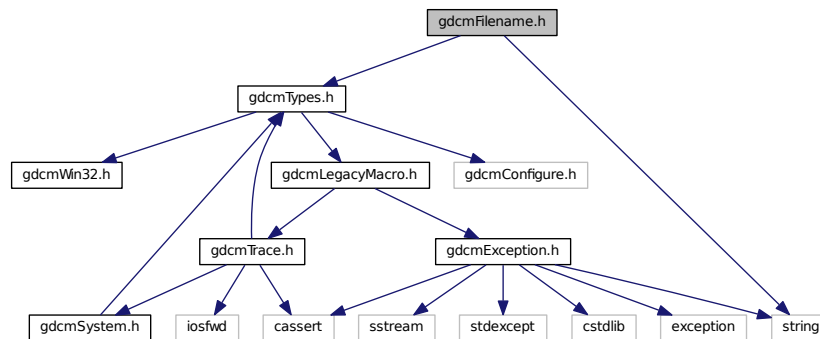 gdcmFilename.h
gdcmTypes.h
gdcmWin32.h
gdcmLegacyMacro.h
gdcmConfigure.h
gdcmTrace.h
gdcmException.h
gdcmSystem.h
iosfwd
cassert
sstream
stdexcept
cstdlib
exception
string